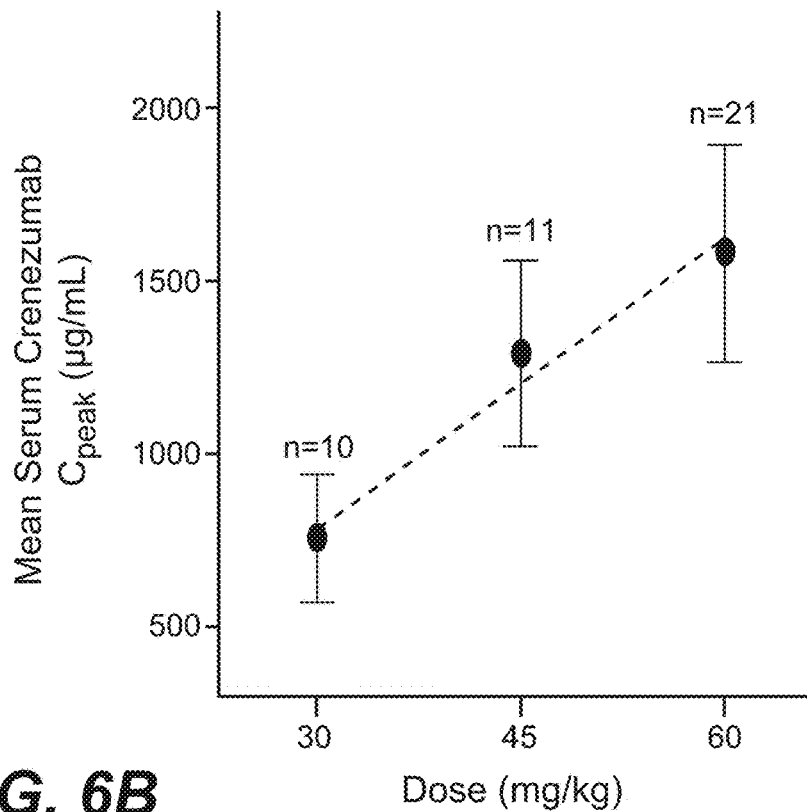 2000
n=21
n=11
1500
Mean Serum Crenezumab
Cpeak (µg/mL)
1000
n=10
500
30
45
60
G. 6B
Dose (mg/kg)